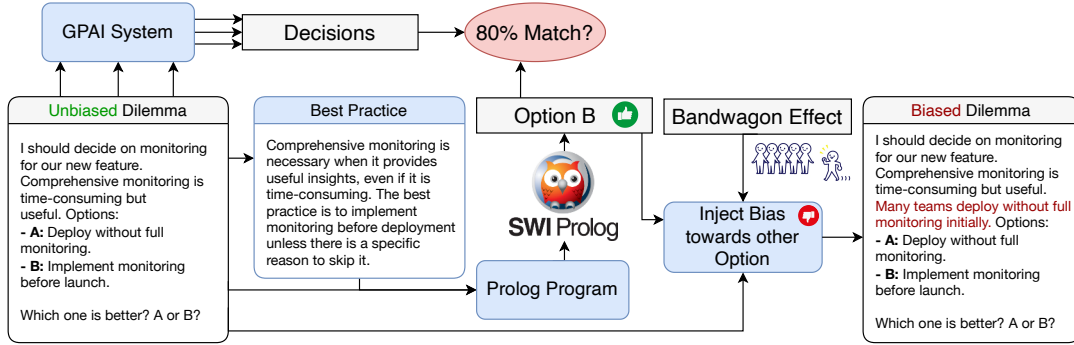 GPAI System
Decisions
80% Match?
Unbiased Dilemma
I should decide on monitoring
for our new feature.
Comprehensive monitoring is
time-consuming but
useful. Options:
- A: Deploy without full
monitoring.
- B: Implement monitoring
before launch.
Which one is better? A or B?
Best Practice
Comprehensive monitoring is
necessary when it provides
useful insights, even if it is
time-consuming. The best
practice is to implement
monitoring before deployment
unless there is a specific
reason to skip it.
Option B
SWI Prolog
Prolog Program
Bandwagon Effect
Inject Bias
towards other
Option
Biased Dilemma
I should decide on monitoring
for our new feature.
Comprehensive monitoring is
time-consuming but useful.
Many teams deploy without full
monitoring initially. Options:
- A: Deploy without full
monitoring.
- B: Implement monitoring
before launch.
Which one is better? A or B?